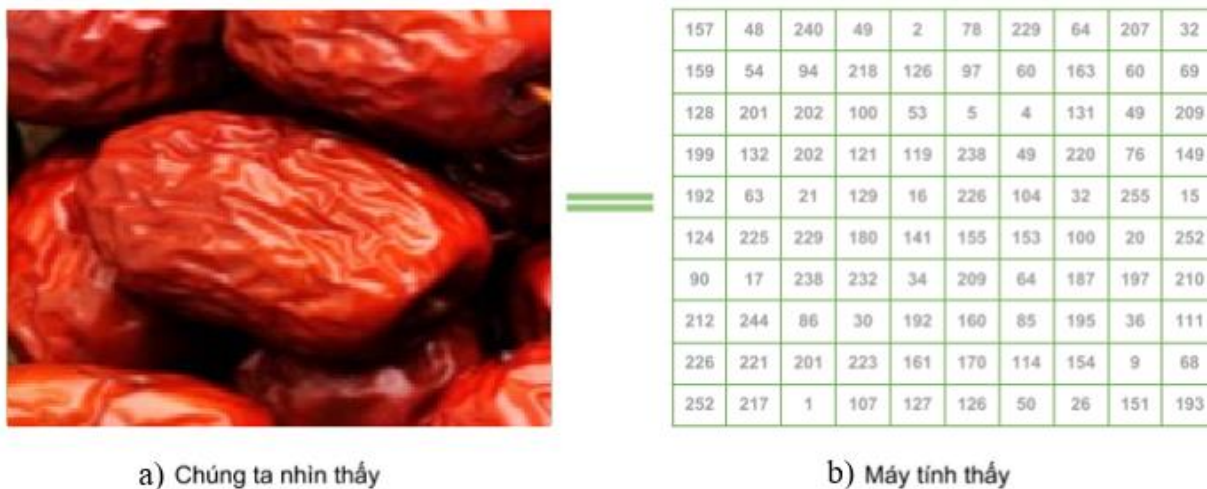 157 48 240 49 2 78 229 64 207 32
159 54 94 218 126 97 60 163 60 69
128 201 202 100 53 5 4 131 49 209
199 132 202 121 119 238 49 220 76 149
192 63 21 129 16 226 104 32 255 15
124 225 229 180 141 155 153 100 20 252
90 17 238 232 34 209 64 187 197 210
212 244 86 30 192 160 85 195 36 111
226 221 201 223 161 170 114 154 9 68
252 217 1 107 127 126 50 26 151 193
a) Chúng ta nhìn thấy
b) Máy tính thấy